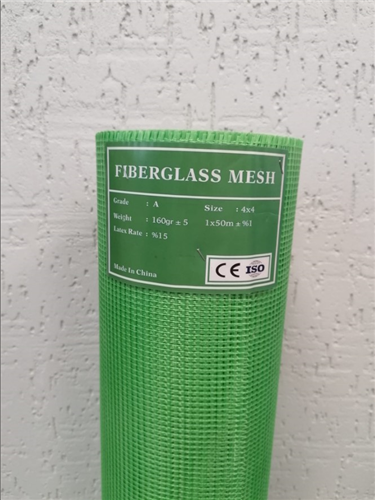 FIBERGLASS MESH
Grade : A Size : 4x4
Weight : 160gr ± 5 1x50m ± %1
Latex Rate : %15
Made In China
CE ISO